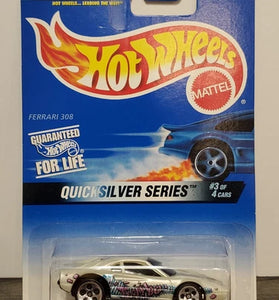 HOT WHEELS... LEADING THE WAY!
Hot Wheels
MATTEL
FERRARI 308
GUARANTEED
Hot Wheels
FOR LIFE
QUICKSILVER SERIES™
#3 OF
4 CARS